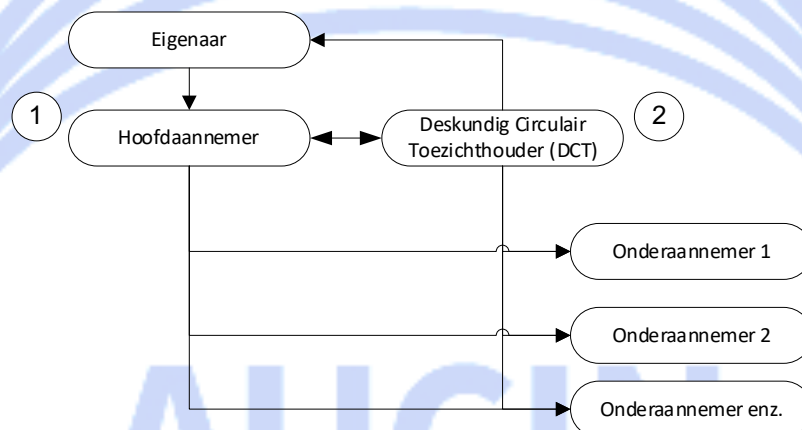 Eigenaar
1
Hoofdaannemer
Deskundig Circulair
Toezichthouder (DCT)
2
Onderaannemer 1
Onderaannemer 2
Onderaannemer enz.